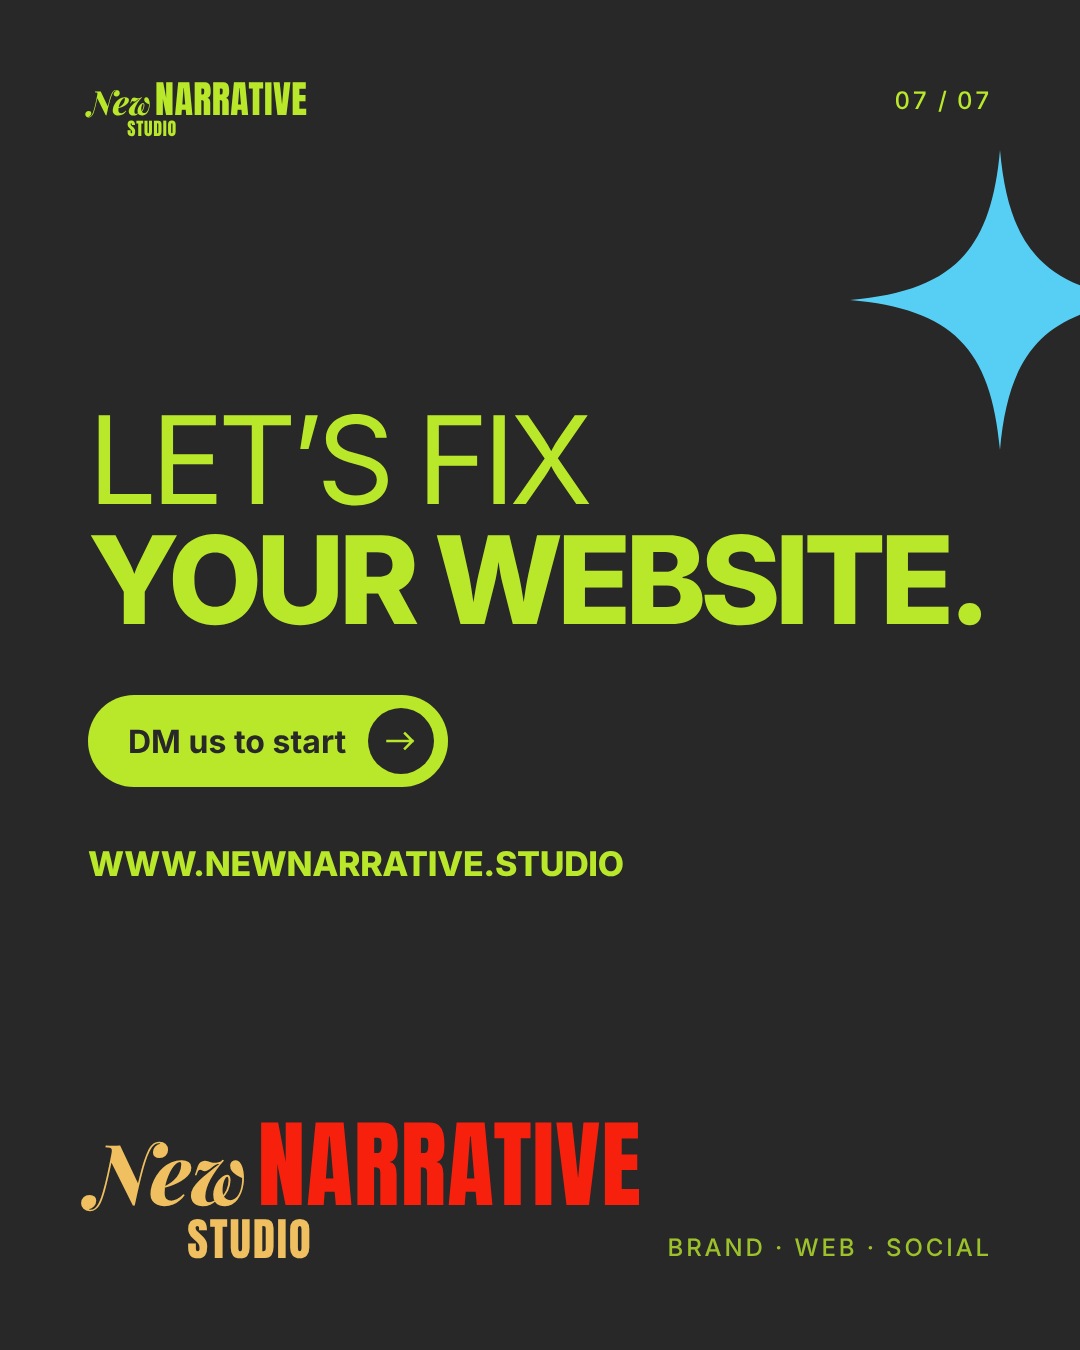 New NARRATIVE
STUDIO
07 / 07
LET’S FIX
YOUR WEBSITE.
DM us to start →
WWW.NEWNARRATIVE.STUDIO
New NARRATIVE
STUDIO
BRAND · WEB · SOCIAL